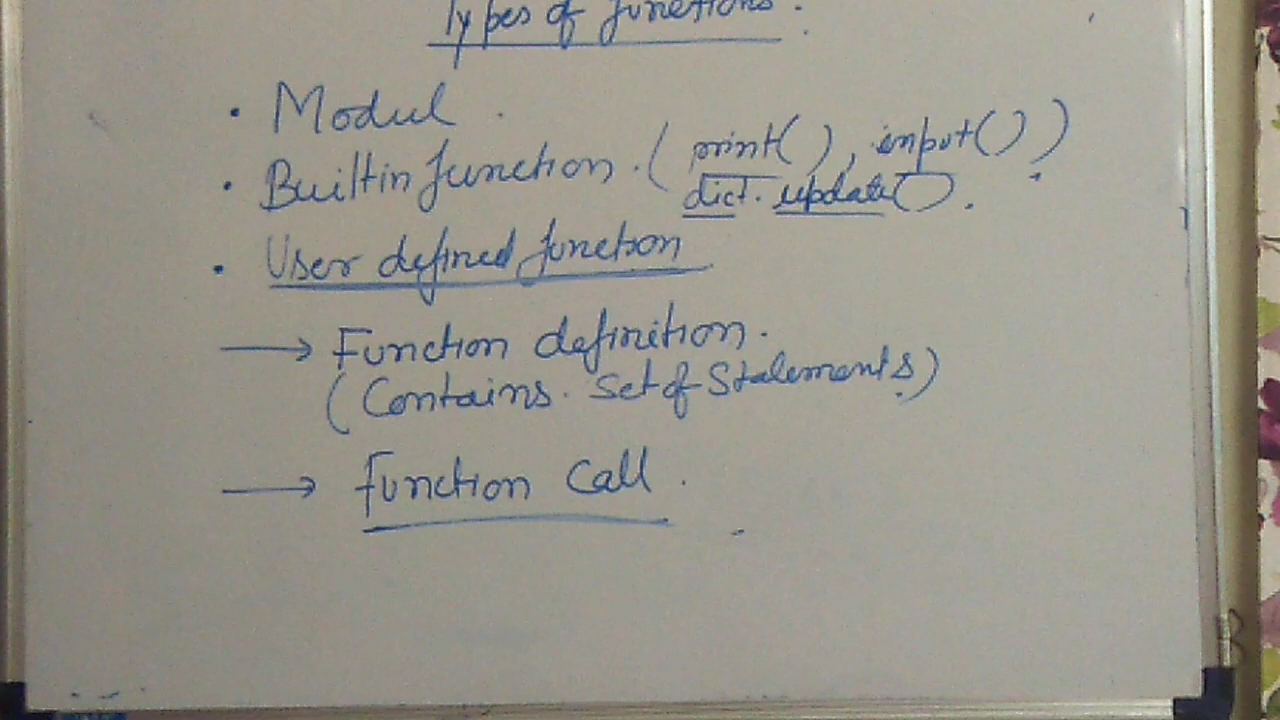 Types of functions.
• Modul.
• Builtin function. ( print( ), input( ) )
dict. update( ).
• User defined function
→ Function definition.
( Contains. Set of Statements )
→ function Call.